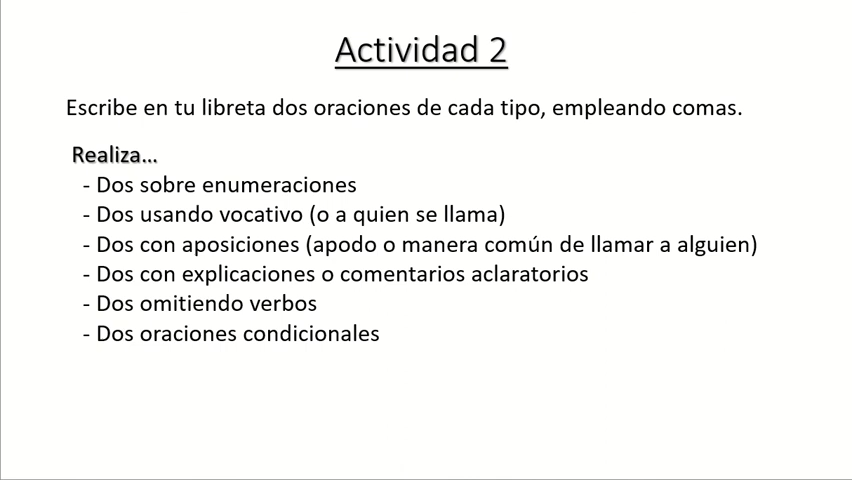 Actividad 2
Escribe en tu libreta dos oraciones de cada tipo, empleando comas.
Realiza...
- Dos sobre enumeraciones
- Dos usando vocativo (o a quien se llama)
- Dos con aposiciones (apodo o manera común de llamar a alguien)
- Dos con explicaciones o comentarios aclaratorios
- Dos omitiendo verbos
- Dos oraciones condicionales